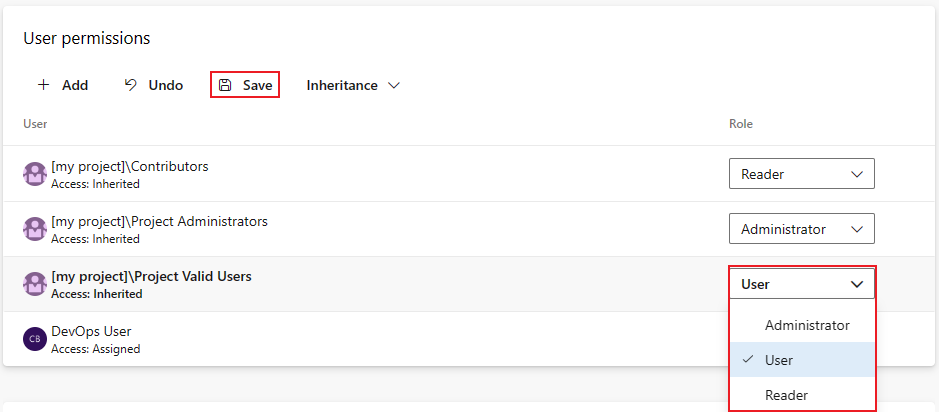 User permissions
Add Undo Save Inheritance
User Role
[my project]\Contributors
Access: Inherited
Reader
[my project]\Project Administrators
Access: Inherited
Administrator
[my project]\Project Valid Users
Access: Inherited
User
Administrator
User
Reader
CB
DevOps User
Access: Assigned